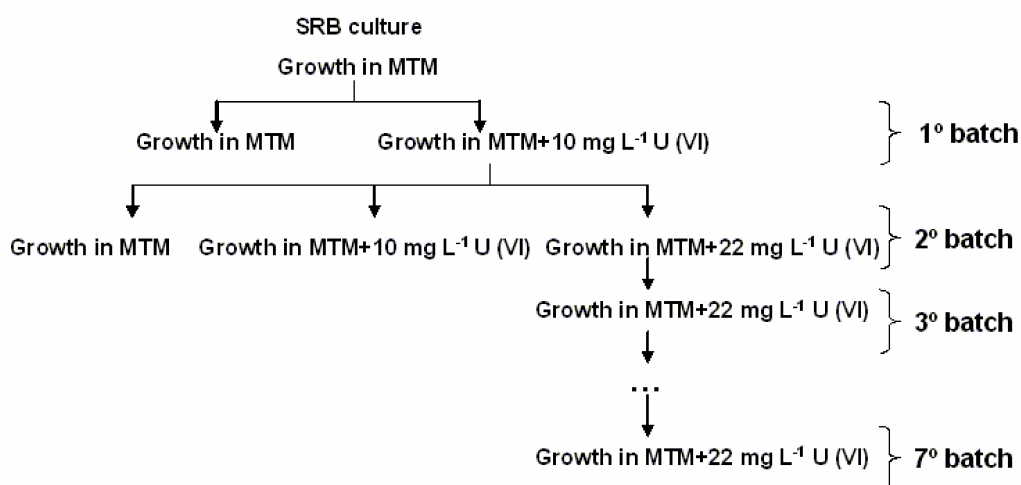 SRB culture
Growth in MTM
Growth in MTM Growth in MTM+10 mg L⁻¹ U (VI) 1º batch
Growth in MTM Growth in MTM+10 mg L⁻¹ U (VI) Growth in MTM+22 mg L⁻¹ U (VI) 2º batch
Growth in MTM+22 mg L⁻¹ U (VI) 3º batch
...
Growth in MTM+22 mg L⁻¹ U (VI) 7º batch